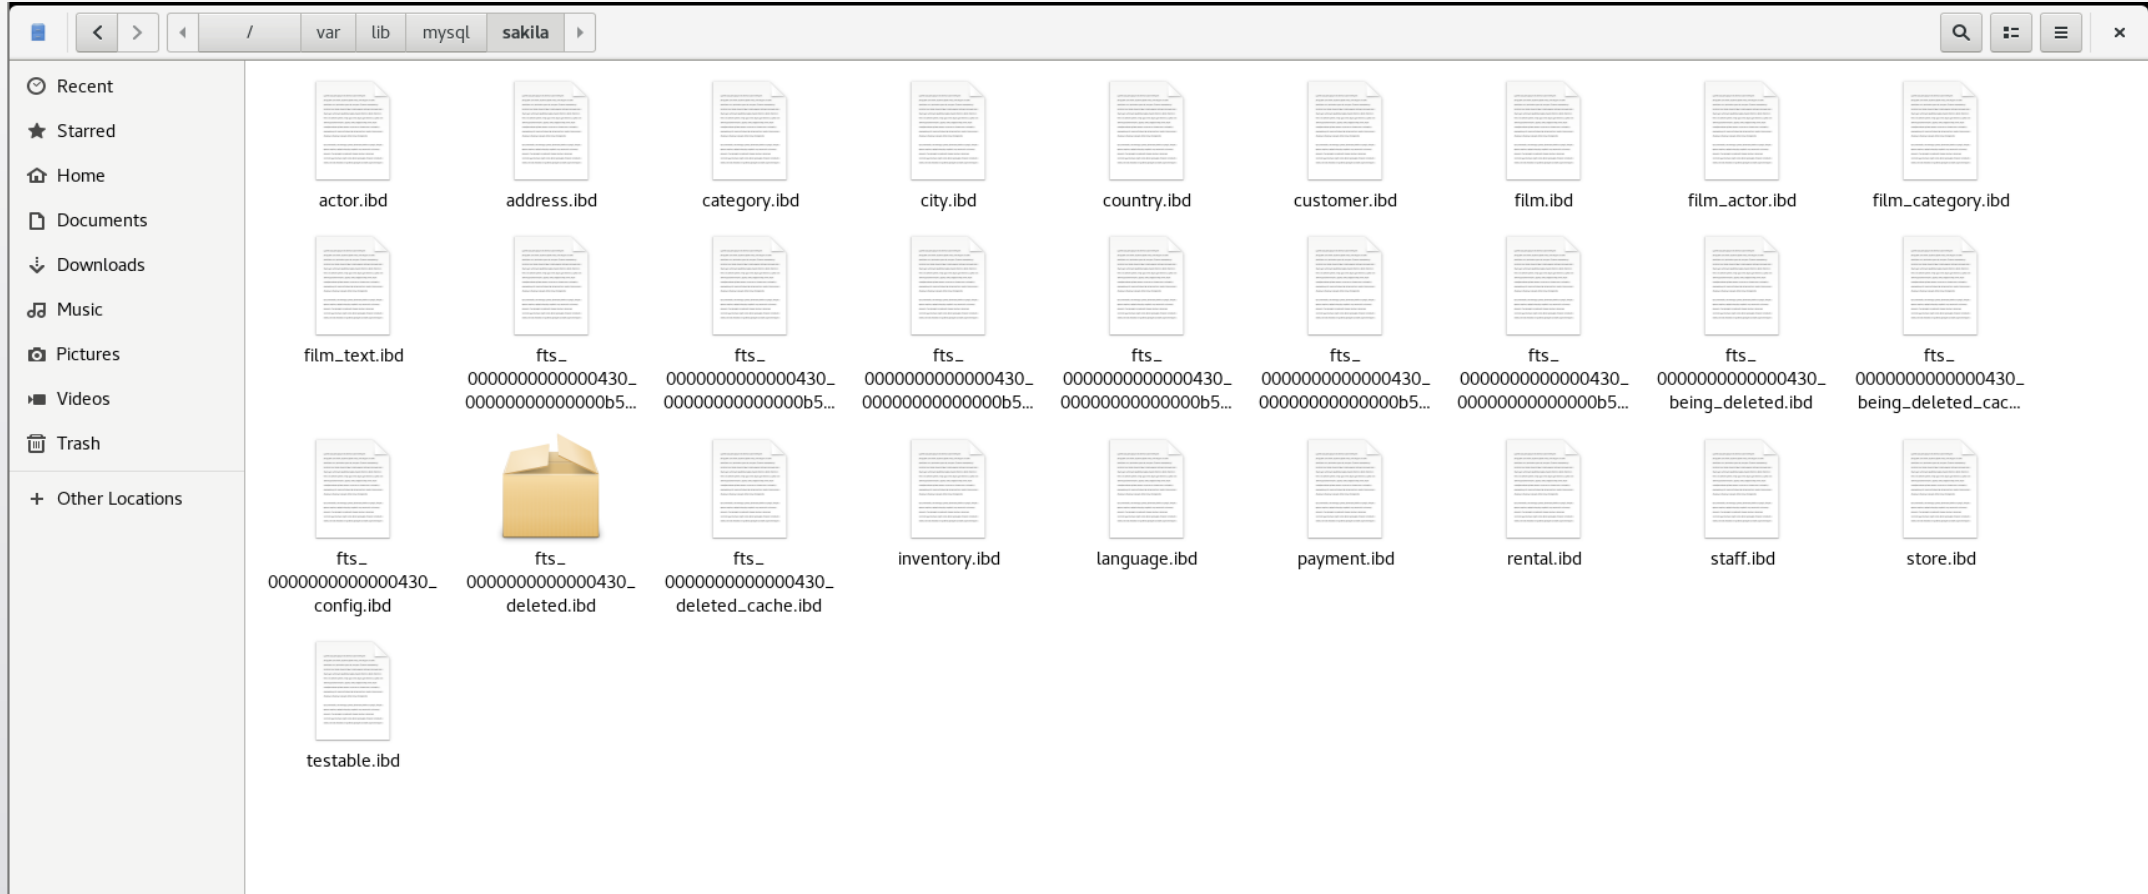 / var lib mysql sakila
Recent
Starred
Home
Documents
Downloads
Music
Pictures
Videos
Trash
Other Locations
actor.ibd
address.ibd
category.ibd
city.ibd
country.ibd
customer.ibd
film.ibd
film_actor.ibd
film_category.ibd
film_text.ibd
fts_
0000000000000430_
00000000000000b5...
fts_
0000000000000430_
00000000000000b5...
fts_
0000000000000430_
00000000000000b5...
fts_
0000000000000430_
00000000000000b5...
fts_
0000000000000430_
00000000000000b5...
fts_
0000000000000430_
00000000000000b5...
fts_
0000000000000430_
being_deleted.ibd
fts_
0000000000000430_
being_deleted_cac...
fts_
0000000000000430_
config.ibd
fts_
0000000000000430_
deleted.ibd
fts_
0000000000000430_
deleted_cache.ibd
inventory.ibd
language.ibd
payment.ibd
rental.ibd
staff.ibd
store.ibd
testable.ibd